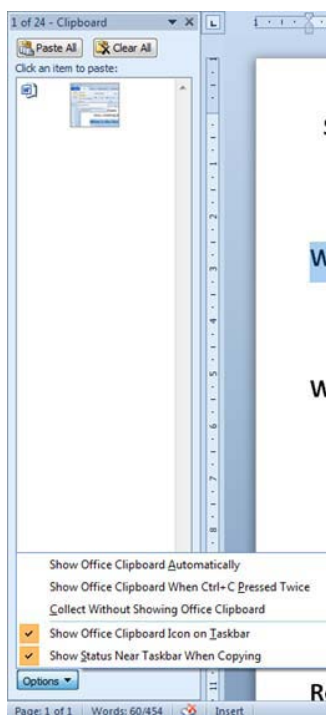 1 of 24 - Clipboard
Paste All Clear All
Click an item to paste:
Show Office Clipboard Automatically
Show Office Clipboard When Ctrl+C Pressed Twice
Collect Without Showing Office Clipboard
Show Office Clipboard Icon on Taskbar
Show Status Near Taskbar When Copying
Options
Page: 1 of 1 Words: 60/454 Insert